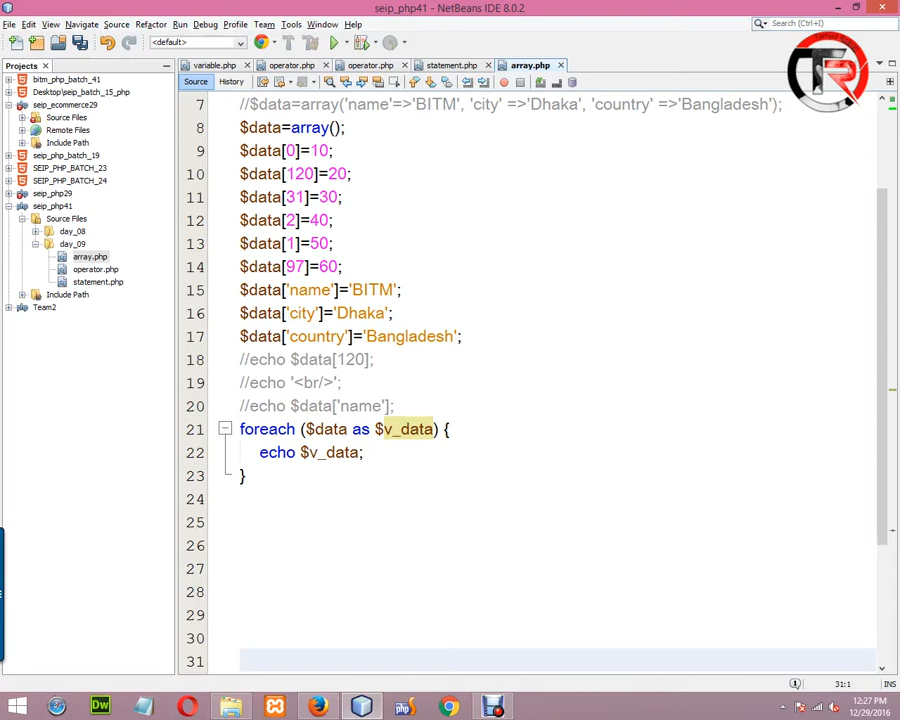 seip_php41 - NetBeans IDE 8.0.2
File Edit View Navigate Source Refactor Run Debug Profile Team Tools Window Help
Search (Ctrl+I)
<default>
Projects
variable.php
operator.php
operator.php
statement.php
array.php
Source
History
bitm_php_batch_41
Desktop\seip_batch_15_php
seip_ecommerce29
Source Files
Remote Files
Include Path
seip_php_batch_19
SEIP_PHP_BATCH_23
SEIP_PHP_BATCH_24
seip_php29
seip_php41
Source Files
day_08
day_09
array.php
operator.php
statement.php
Include Path
Team2
7 //$data=array('name'=>'BITM', 'city' =>'Dhaka', 'country' =>'Bangladesh');
8 $data=array();
9 $data[0]=10;
10 $data[120]=20;
11 $data[31]=30;
12 $data[2]=40;
13 $data[1]=50;
14 $data[97]=60;
15 $data['name']='BITM';
16 $data['city']='Dhaka';
17 $data['country']='Bangladesh';
18 //echo $data[120];
19 //echo '<br/>';
20 //echo $data['name'];
21 foreach ($data as $v_data) {
22 echo $v_data;
23 }
24
25
26
27
28
29
30
31
31:1
INS
Dw
php
12:27 PM
12/29/2016
TR